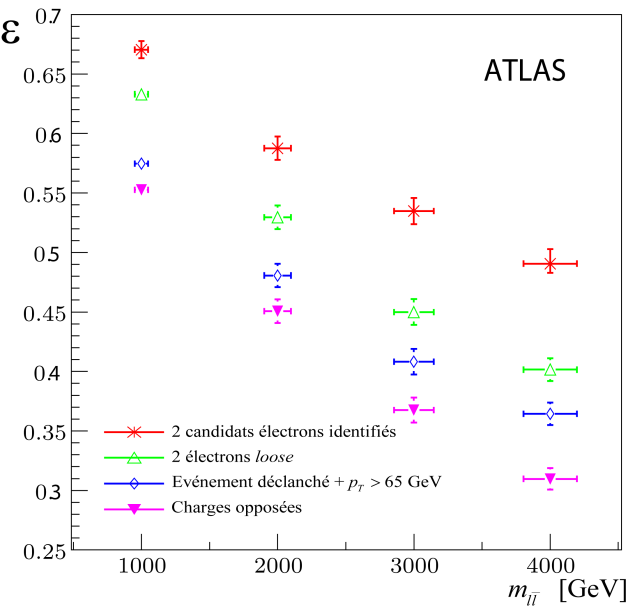 0.7
ε
ATLAS
0.65
0.6
0.55
0.5
0.45
0.4
0.35
0.3
0.25
2 candidats électrons identifiés
2 électrons loose
Evénement déclanché + pT > 65 GeV
Charges opposées
1000 2000 3000 4000
mll̅ [GeV]